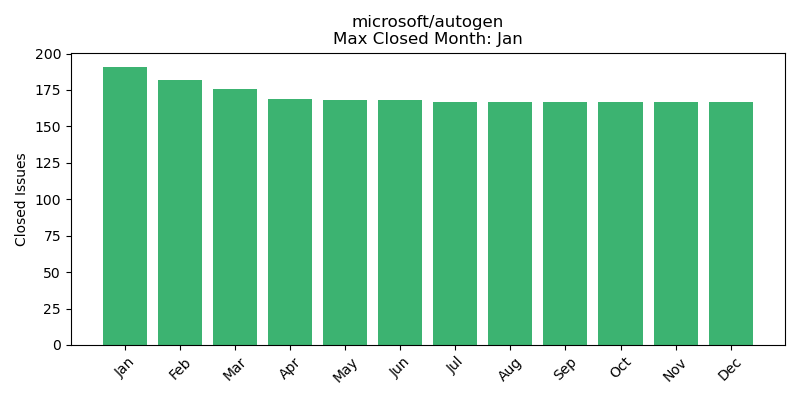 microsoft/autogen
Max Closed Month: Jan
Closed Issues
200
175
150
125
100
75
50
25
0
Jan
Feb
Mar
Apr
May
Jun
Jul
Aug
Sep
Oct
Nov
Dec